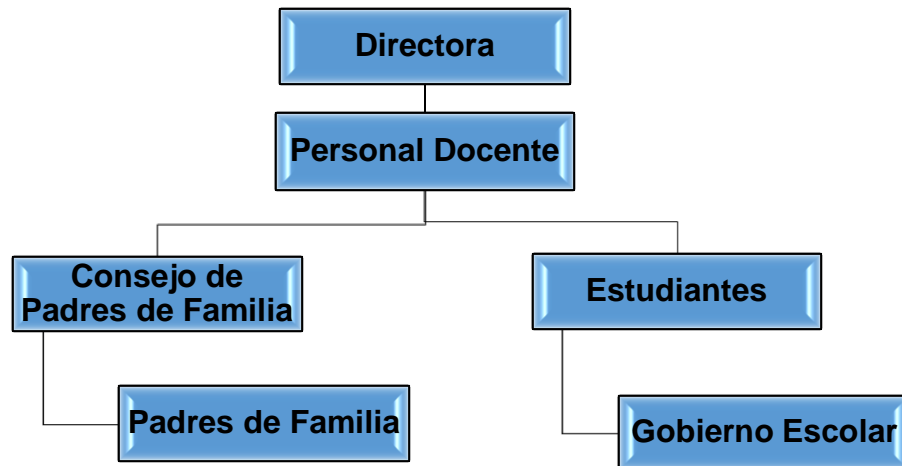 Directora
Personal Docente
Consejo de
Padres de Familia
Estudiantes
Padres de Familia
Gobierno Escolar